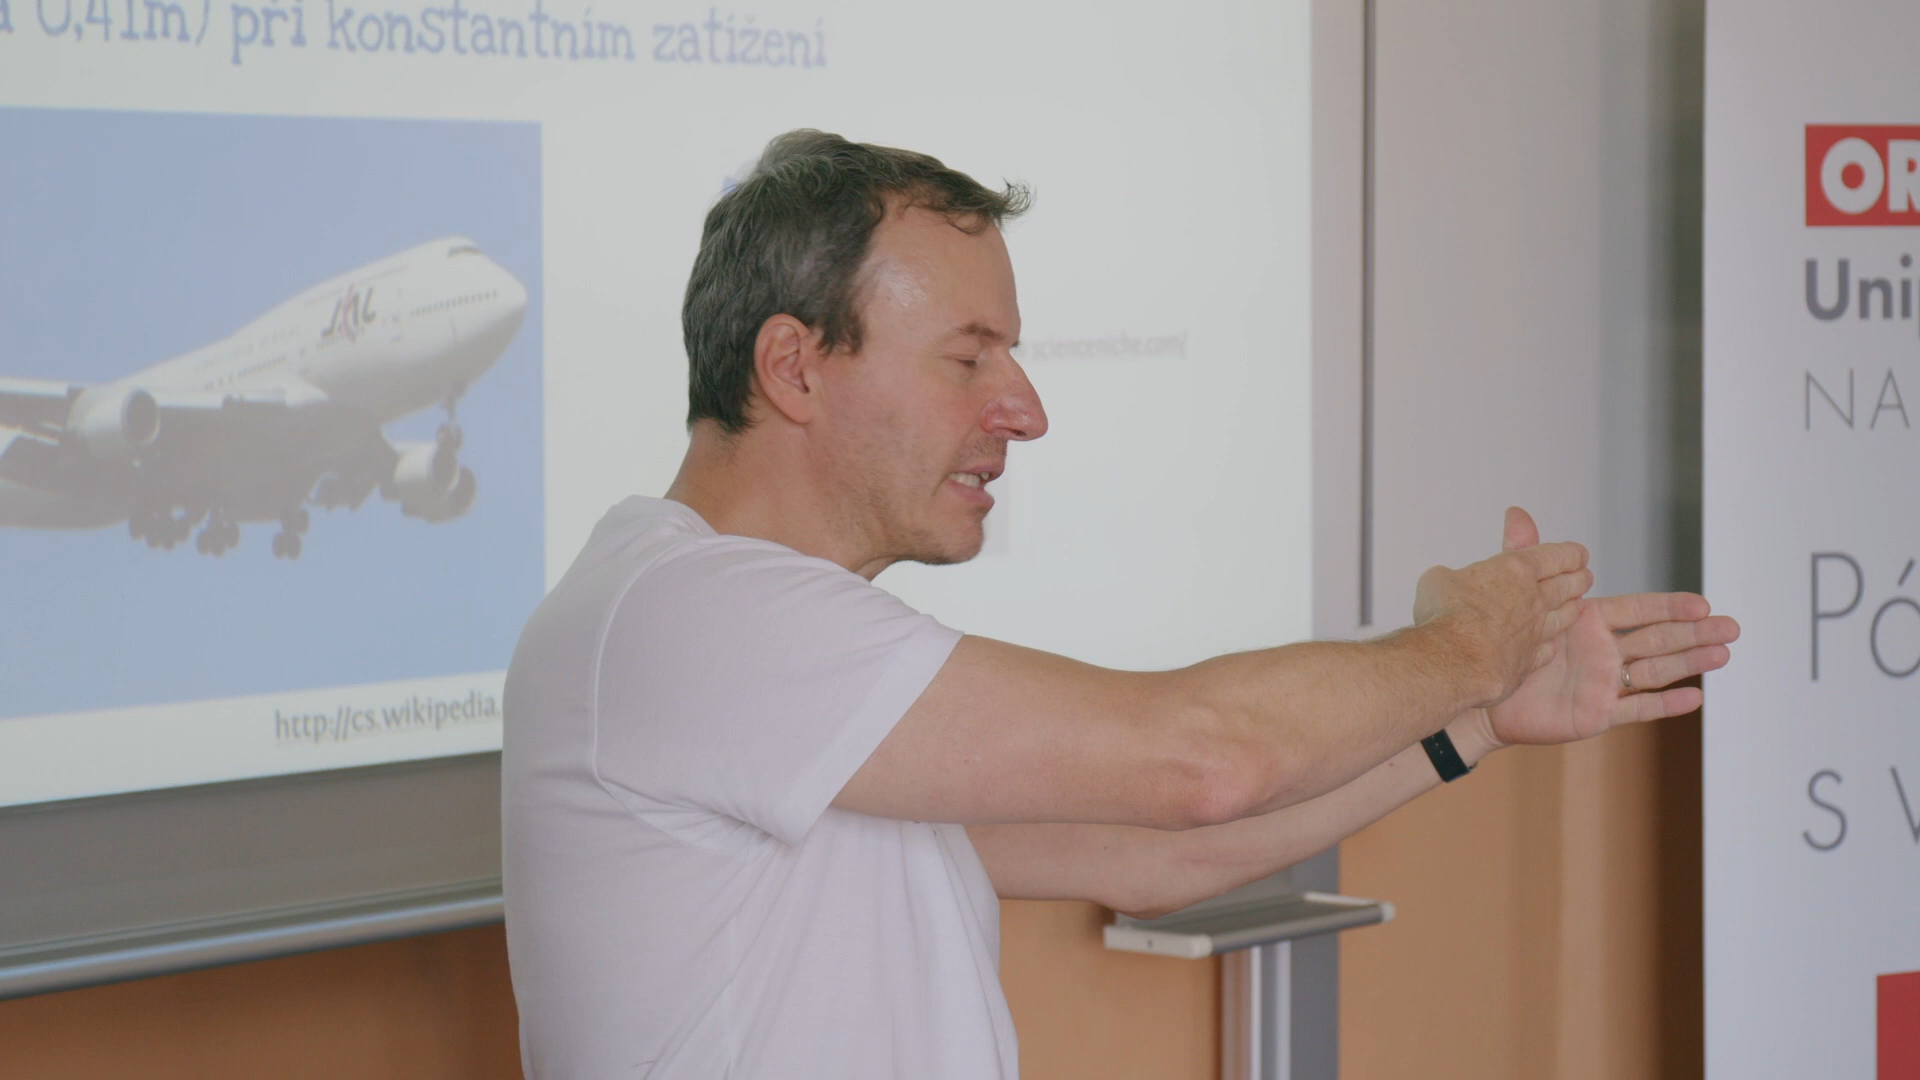 0,41m) při konstantním zatížení
JAL
scienceniche.com/
http://cs.wikipedia.
OR
Uni
NA
Pó
s V